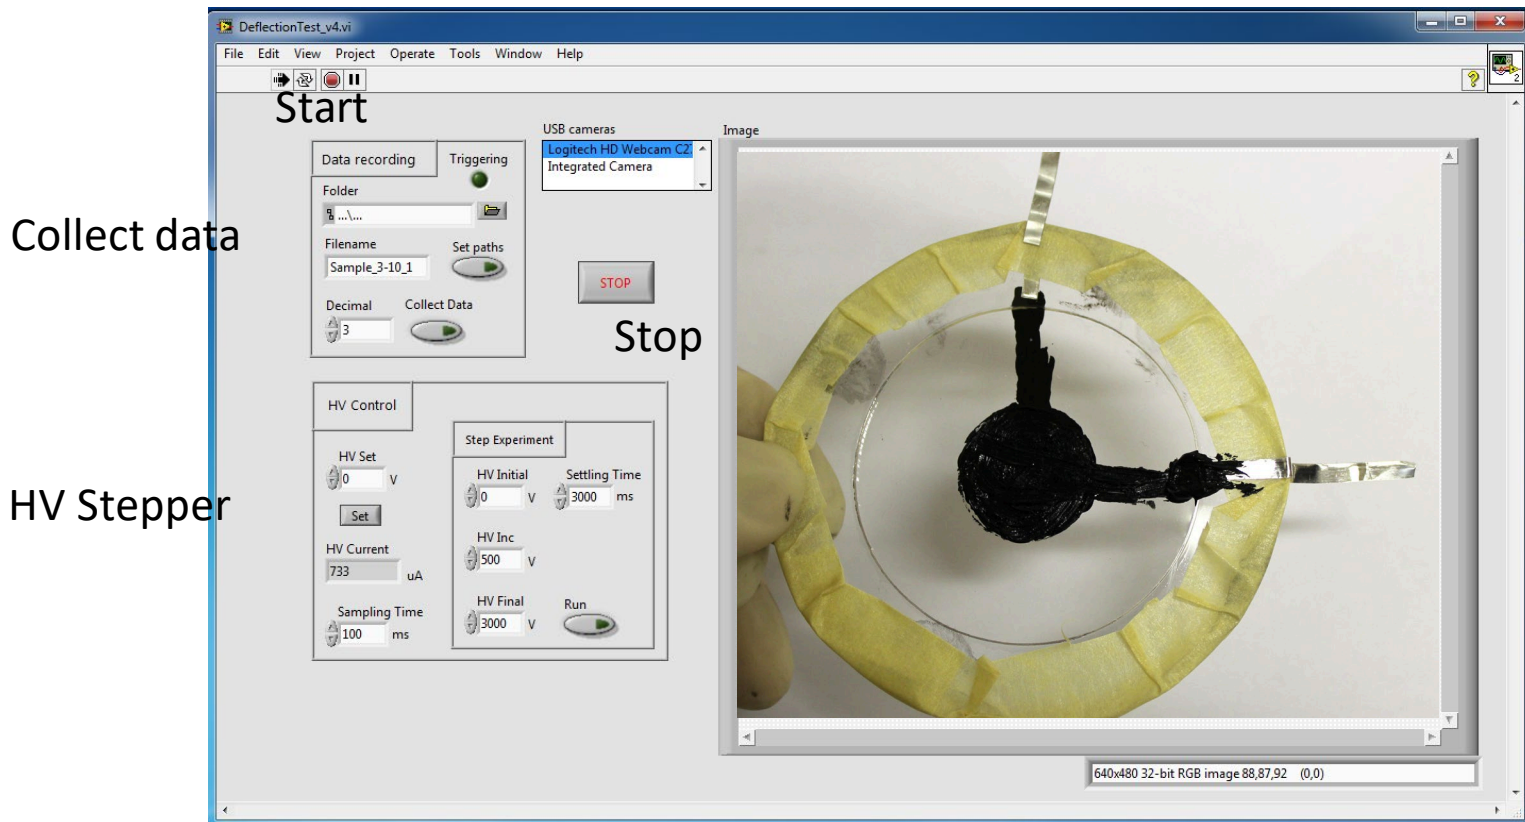 DeflectionTest_v4.vi
File Edit View Project Operate Tools Window Help
2
Start
USB cameras
Image
Logitech HD Webcam C2
Integrated Camera
Data recording
Triggering
Folder
...\...
Collect data
Filename
Set paths
Sample_3-10_1
STOP
Decimal
Collect Data
3
Stop
HV Control
Step Experiment
HV Set
0 V
Set
HV Initial
Settling Time
0 V
3000 ms
HV Stepper
HV Inc
500 V
HV Current
733 uA
HV Final
Run
3000 V
Sampling Time
100 ms
640x480 32-bit RGB image 88,87,92 (0,0)